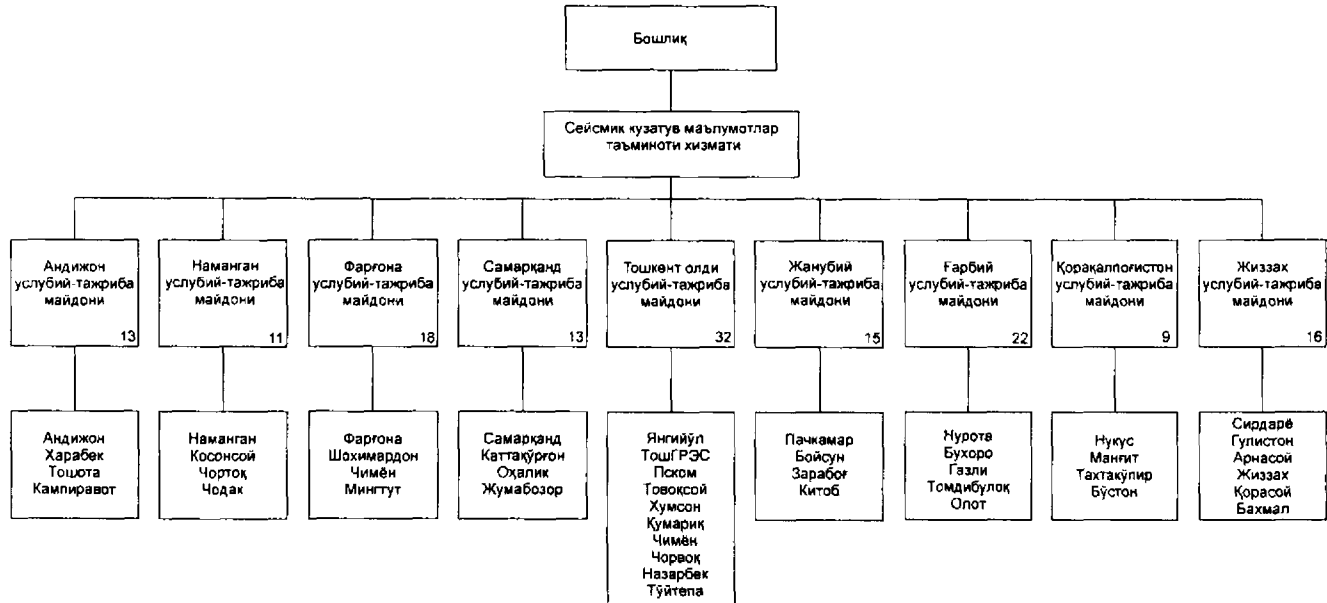 Бошлиқ
Сейсмик кузатув маълумотлар
таъминоти хизмати
Андижон
услубий-тажриба
майдони
13
Наманган
услубий-тажриба
майдони
11
Фарғона
услубий-тажриба
майдони
18
Самарқанд
услубий-тажриба
майдони
13
Тошкент олди
услубий-тажриба
майдони
32
Жанубий
услубий-тажриба
майдони
15
Ғарбий
услубий-тажриба
майдони
22
Қорақалпоғистон
услубий-тажриба
майдони
9
Жиззах
услубий-тажриба
майдони
16
Андижон
Харабек
Тошота
Кампиравот
Наманган
Косонсой
Чортоқ
Чодак
Фарғона
Шохимардон
Чимён
Мингтут
Самарқанд
Каттақўрғон
Оҳалик
Жумабозор
Янгийўл
ТошГРЭС
Пском
Товоқсой
Хумсон
Қумариқ
Чимён
Чорвоқ
Назарбек
Тўйтепа
Пачкамар
Бойсун
Зарабоғ
Китоб
Нурота
Бухоро
Газли
Томдибулоқ
Олот
Нукус
Манғит
Тахтакўпир
Бўстон
Сирдарё
Гулистон
Арнасой
Жиззах
Қорасой
Бахмал